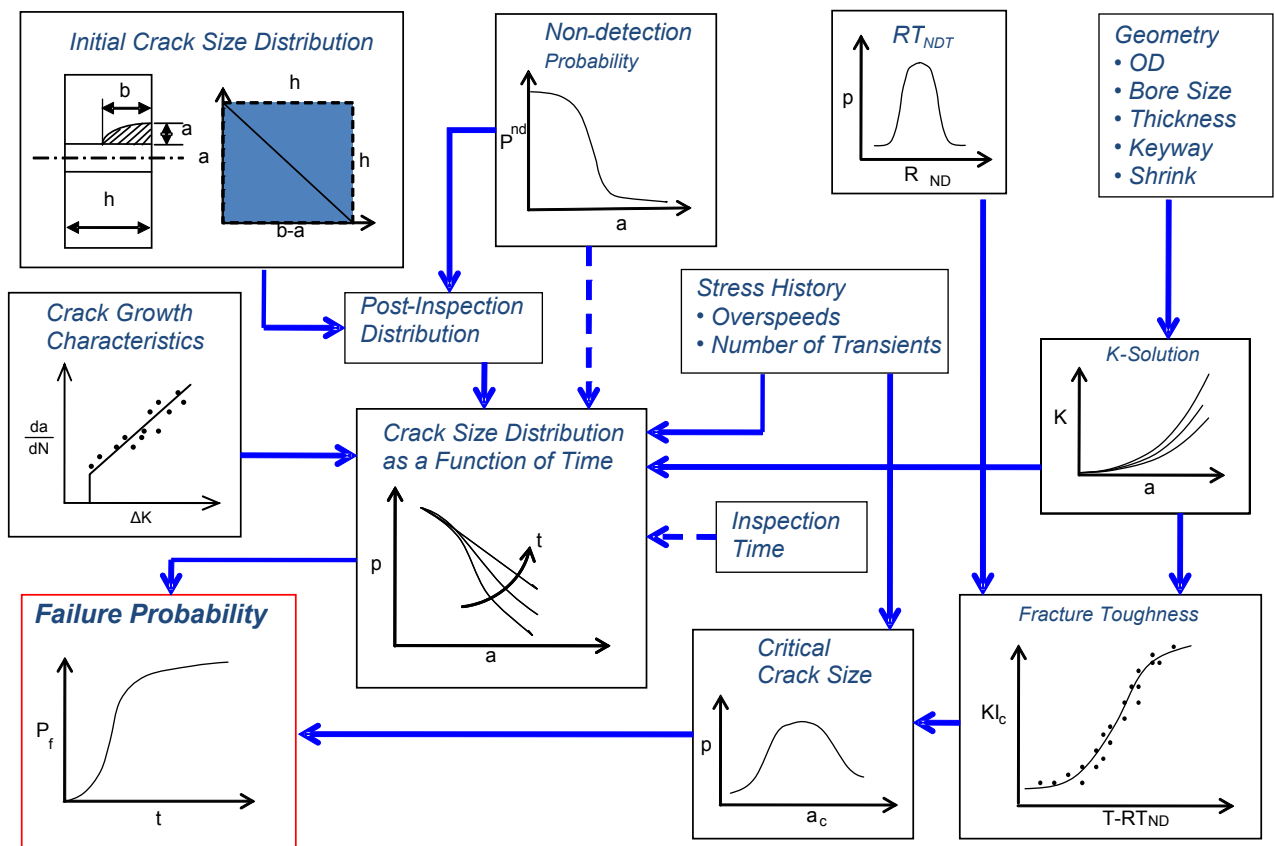 Initial Crack Size Distribution
b
a
h
h
a
h
b-a
Non-detection
Probability
P nd
a
RT NDT
p
R ND
Geometry
• OD
• Bore Size
• Thickness
• Keyway
• Shrink
Crack Growth
Characteristics
da
dN
ΔK
Post-Inspection
Distribution
Stress History
• Overspeeds
• Number of Transients
K-Solution
K
a
Crack Size Distribution
as a Function of Time
t
p
a
Inspection
Time
Failure Probability
P f
t
Critical
Crack Size
p
a c
Fracture Toughness
KI c
T-RT ND